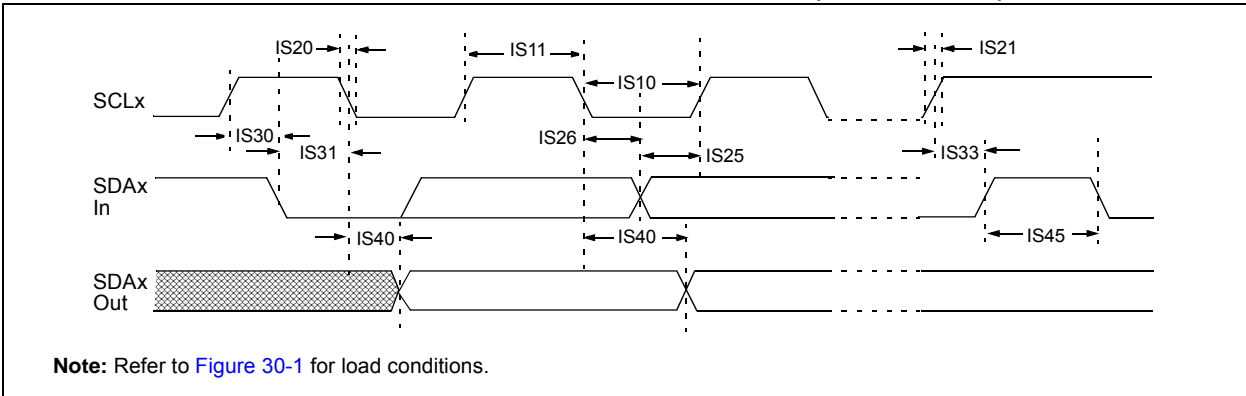 IS20
IS11
IS21
SCLx
IS10
IS30
IS31
IS26
IS25
IS33
SDAx
In
IS40
IS40
IS45
SDAx
Out
Note: Refer to Figure 30-1 for load conditions.